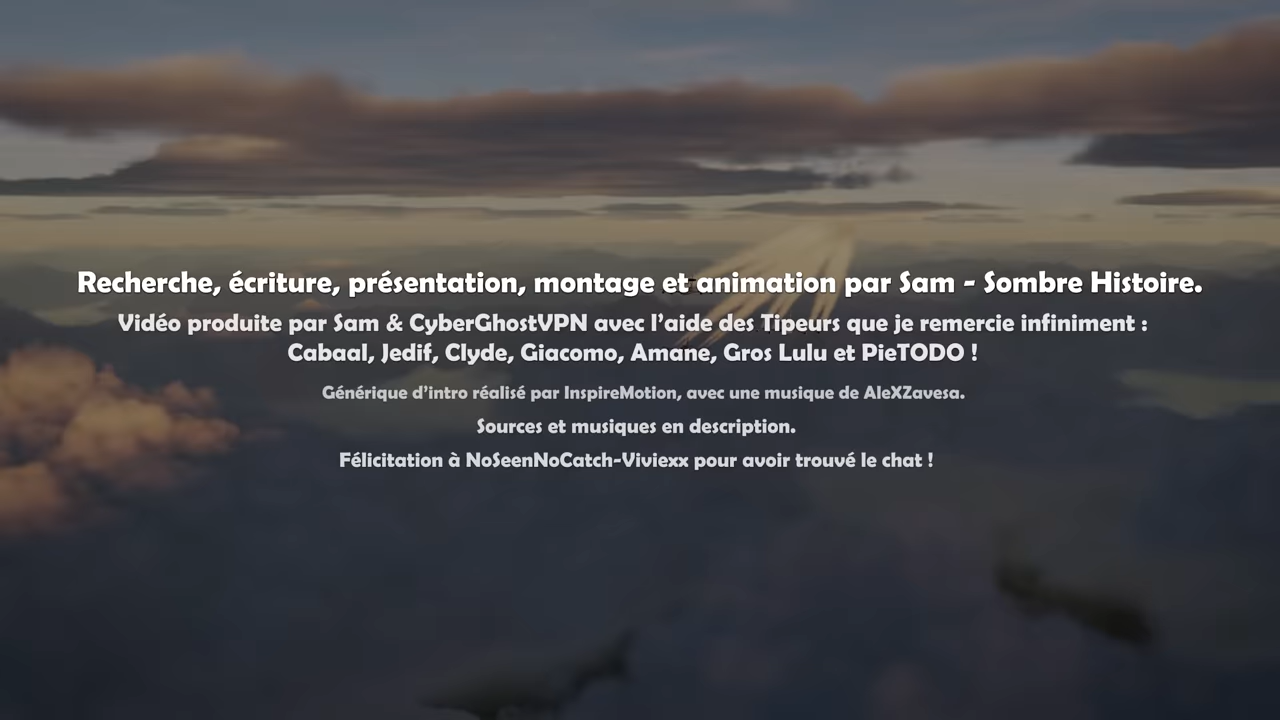 Recherche, écriture, présentation, montage et animation par Sam - Sombre Histoire.
Vidéo produite par Sam & CyberGhostVPN avec l'aide des Tipeurs que je remercie infiniment :
Cabaal, Jedif, Clyde, Giacomo, Amane, Gros Lulu et PieTODO !
Générique d'intro réalisé par InspireMotion, avec une musique de AleXZavesa.
Sources et musiques en description.
Félicitation à NoSeenNoCatch-Viviexx pour avoir trouvé le chat !